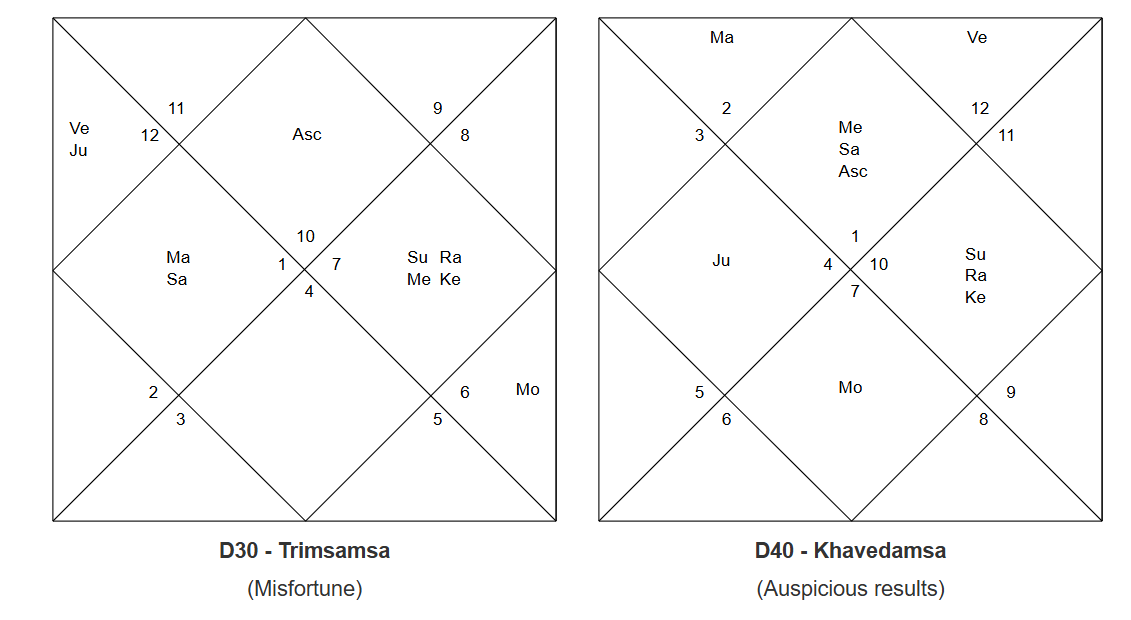 11
9
Ve
12
Asc
8
Ju
10
Ma
1
7
Su Ra
Sa
Me Ke
4
2
6
Mo
3
5
D30 - Trimsamsa
(Misfortune)
Ma
Ve
2
12
3
Me
11
Sa
Asc
1
Ju
4
10
Su
Ra
7
Ke
5
Mo
9
6
8
D40 - Khavedamsa
(Auspicious results)